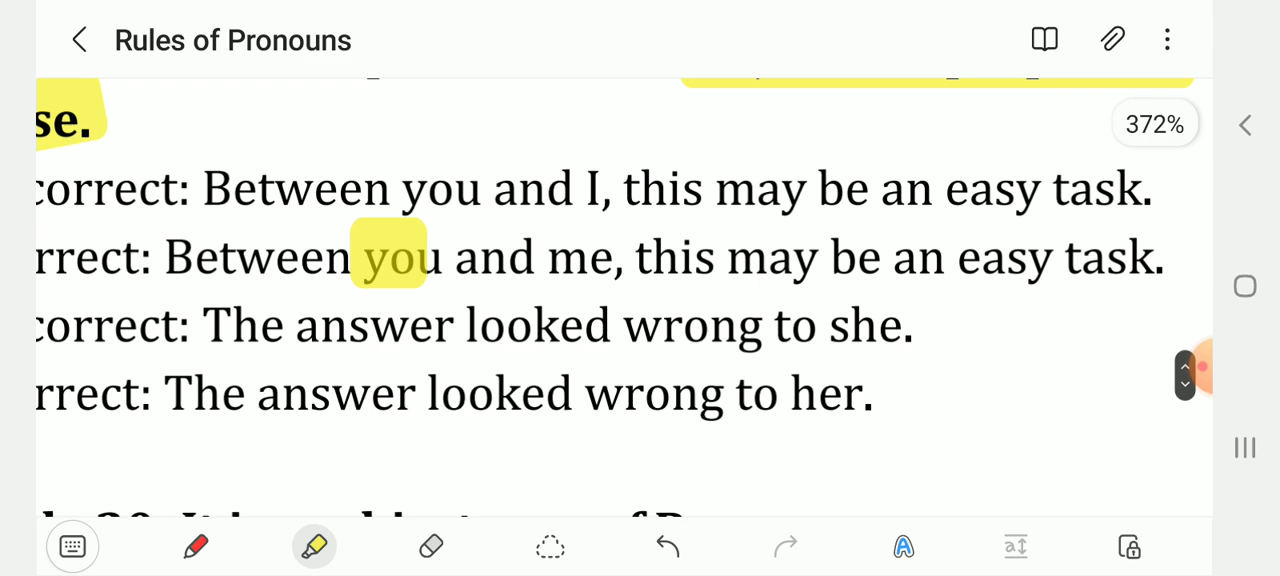 Rules of Pronouns
se.
372%
correct: Between you and I, this may be an easy task.
rrect: Between you and me, this may be an easy task.
correct: The answer looked wrong to she.
rrect: The answer looked wrong to her.